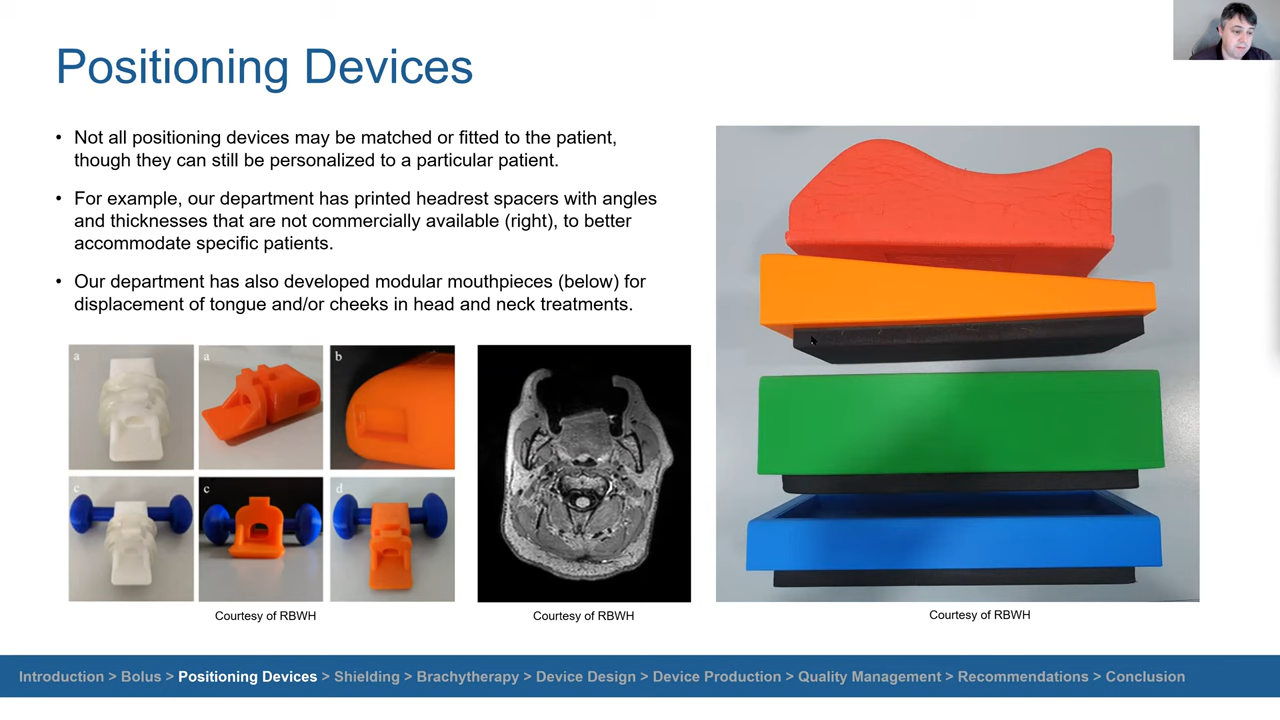 Positioning Devices
• Not all positioning devices may be matched or fitted to the patient,
though they can still be personalized to a particular patient.
• For example, our department has printed headrest spacers with angles
and thicknesses that are not commercially available (right), to better
accommodate specific patients.
• Our department has also developed modular mouthpieces (below) for
displacement of tongue and/or cheeks in head and neck treatments.
a
a
b
c
c
d
Courtesy of RBWH
Courtesy of RBWH
Courtesy of RBWH
Introduction > Bolus > Positioning Devices > Shielding > Brachytherapy > Device Design > Device Production > Quality Management > Recommendations > Conclusion